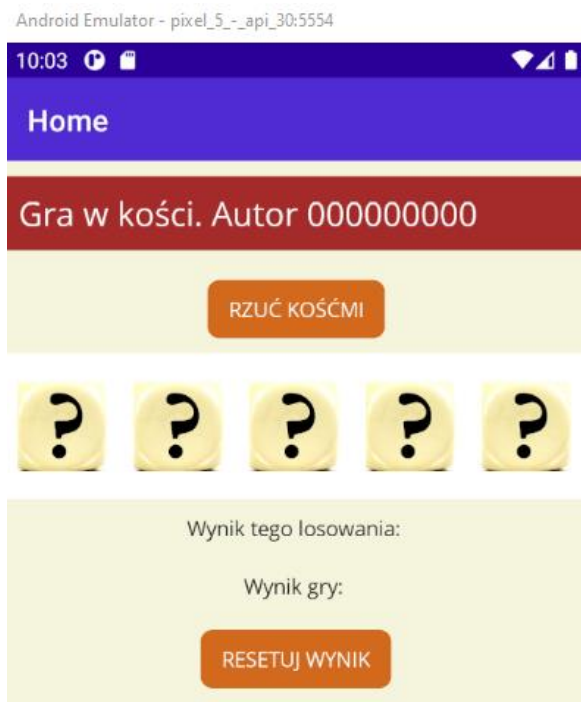 Android Emulator - pixel_5_-_api_30:5554
10:03
Home
Gra w kości. Autor 000000000
RZUĆ KOŚĆMI
? ? ? ? ?
Wynik tego losowania:
Wynik gry:
RESETUJ WYNIK